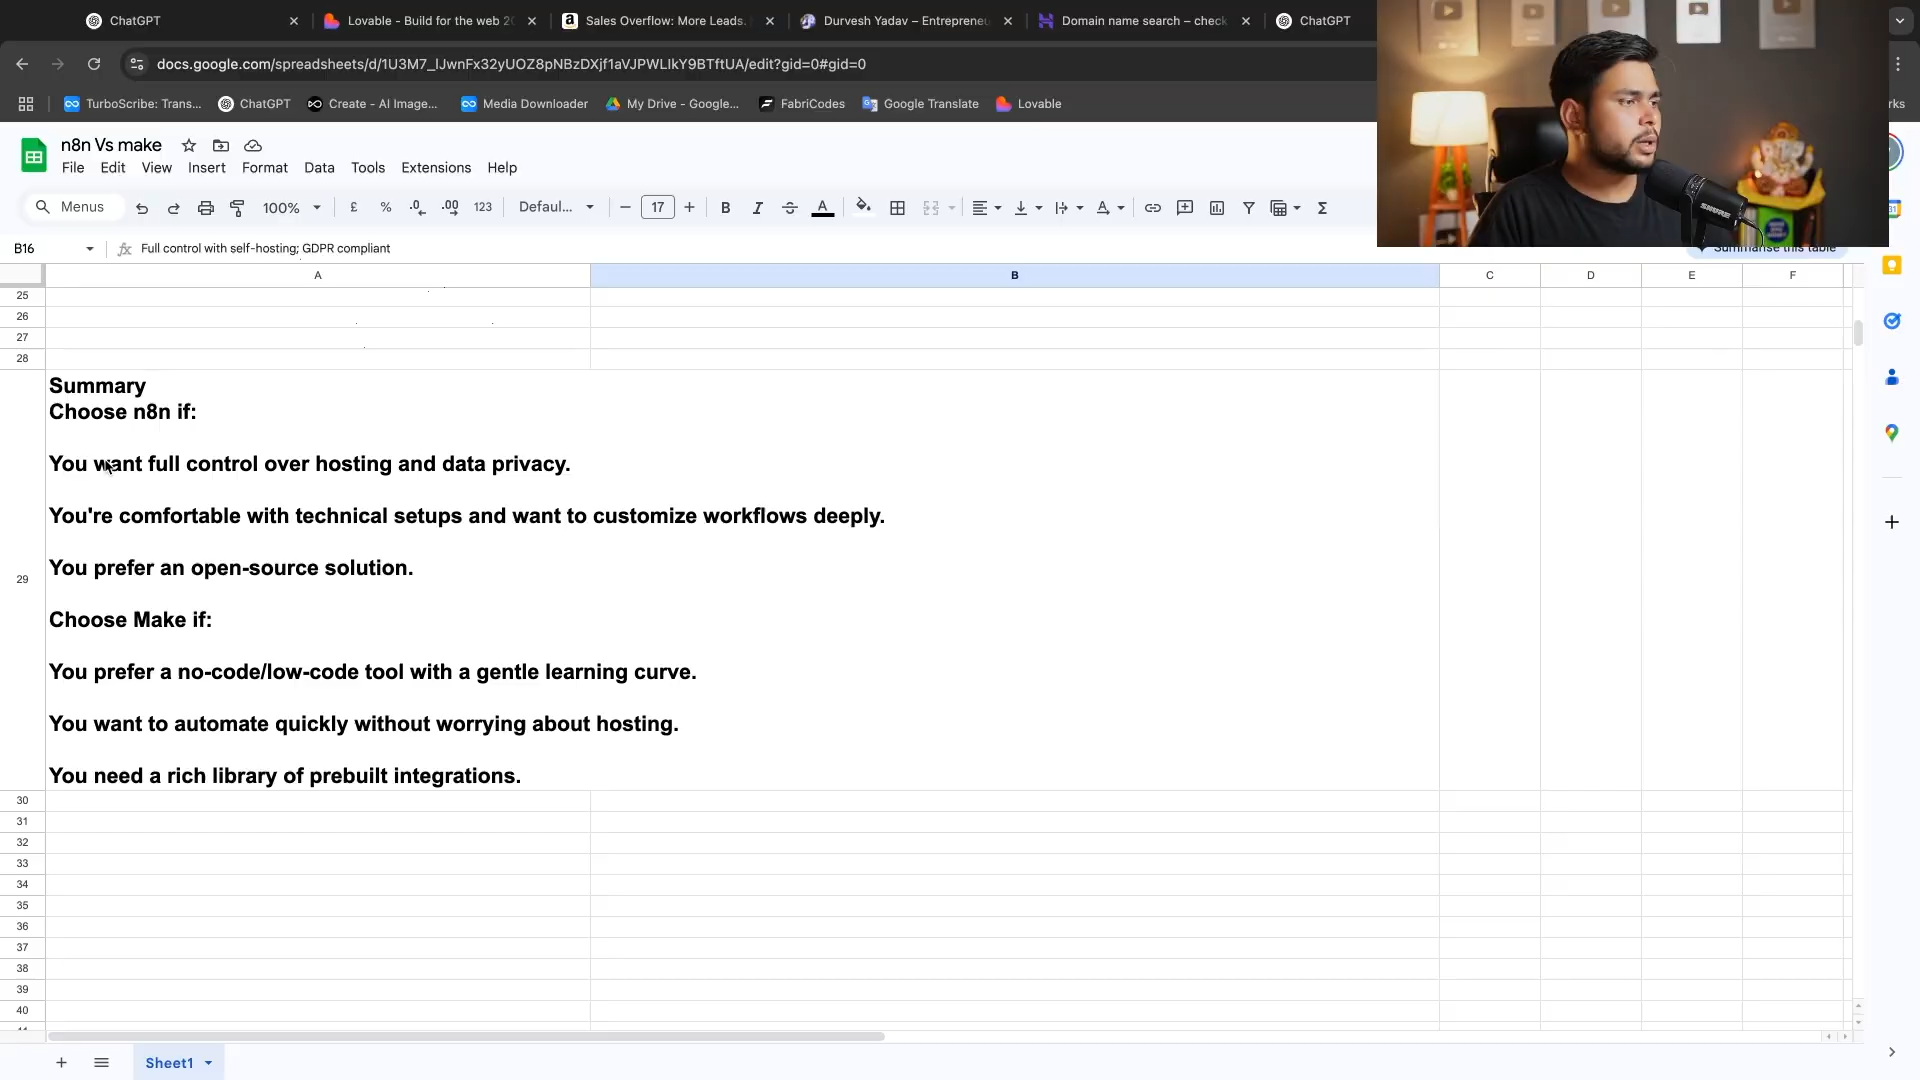 ChatGPT
Lovable - Build for the web 2
Sales Overflow: More Leads.
Durvesh Yadav – Entrepreneu
Domain name search – check
ChatGPT
docs.google.com/spreadsheets/d/1U3M7_lJwnFx32yUOZ8pNBzDXjf1aVJPWLIkY9BTftUA/edit?gid=0#gid=0
TurboScribe: Trans...
ChatGPT
Create - AI Image...
Media Downloader
My Drive - Google...
FabriCodes
Google Translate
Lovable
n8n Vs make
File Edit View Insert Format Data Tools Extensions Help
Menus
100%
£ % .0 .00 123
Defaul...
17
B I
A
Σ
B16
fx Full control with self-hosting; GDPR compliant
Summarise this table
A B C D E F
25
26
27
28
29
Summary
Choose n8n if:
You want full control over hosting and data privacy.
You're comfortable with technical setups and want to customize workflows deeply.
You prefer an open-source solution.
Choose Make if:
You prefer a no-code/low-code tool with a gentle learning curve.
You want to automate quickly without worrying about hosting.
You need a rich library of prebuilt integrations.
30
31
32
33
34
35
36
37
38
39
40
Sheet1
SHURE